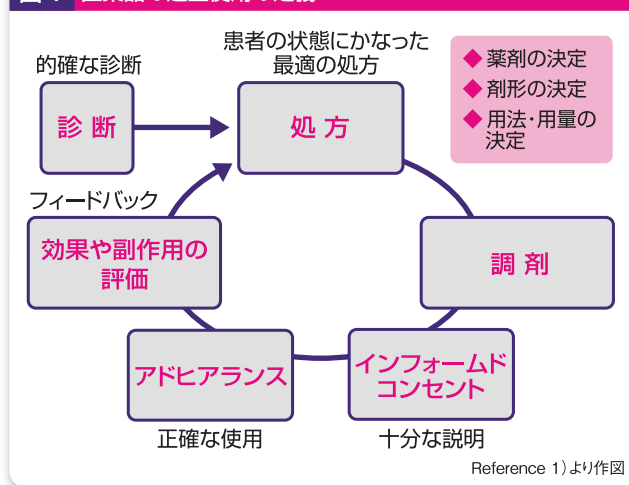 患者の状態にかなった
最適の処方
的確な診断
診 断
処 方
◆ 薬剤の決定
◆ 剤形の決定
◆ 用法・用量の
決定
フィードバック
効果や副作用の
評価
調 剤
アドヒアランス
インフォームド
コンセント
正確な使用
十分な説明
Reference 1)より作図